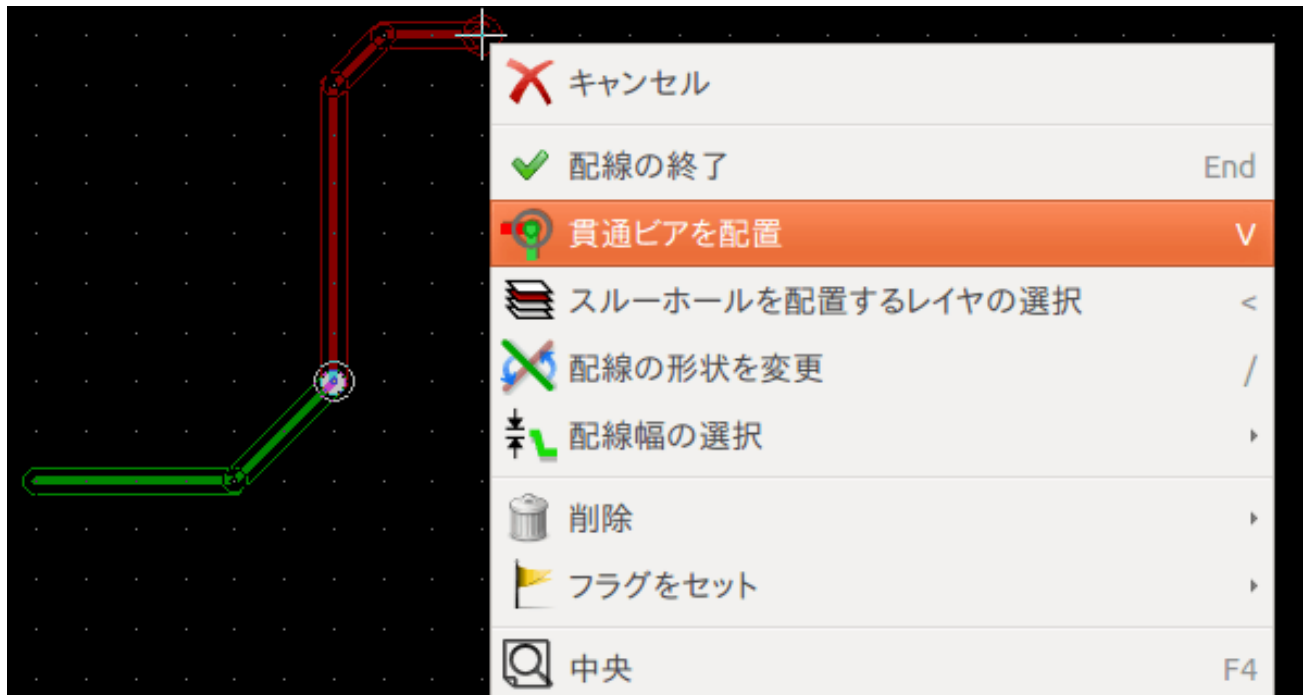 キャンセル
配線の終了 End
貫通ビアを配置 V
スルーホールを配置するレイヤの選択 <
配線の形状を変更 /
配線幅の選択
削除
フラグをセット
中央 F4